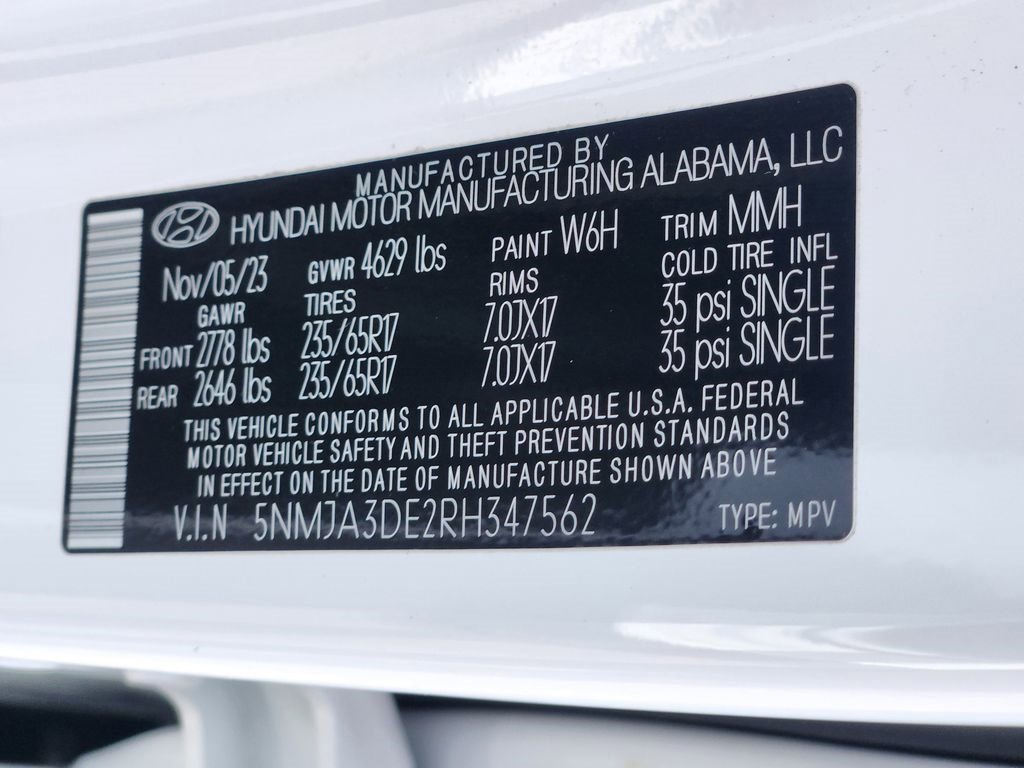 MANUFACTURED BY
HYUNDAI MOTOR MANUFACTURING ALABAMA, LLC
Nov/05/23 GVWR 4629 lbs PAINT W6H TRIM MMH
GAWR TIRES RIMS COLD TIRE INFL
FRONT 2778 lbs 235/65R17 7.0JX17 35 psi SINGLE
REAR 2646 lbs 235/65R17 7.0JX17 35 psi SINGLE
THIS VEHICLE CONFORMS TO ALL APPLICABLE U.S.A. FEDERAL
MOTOR VEHICLE SAFETY AND THEFT PREVENTION STANDARDS
IN EFFECT ON THE DATE OF MANUFACTURE SHOWN ABOVE
V.I.N 5NMJA3DE2RH347562 TYPE: MPV